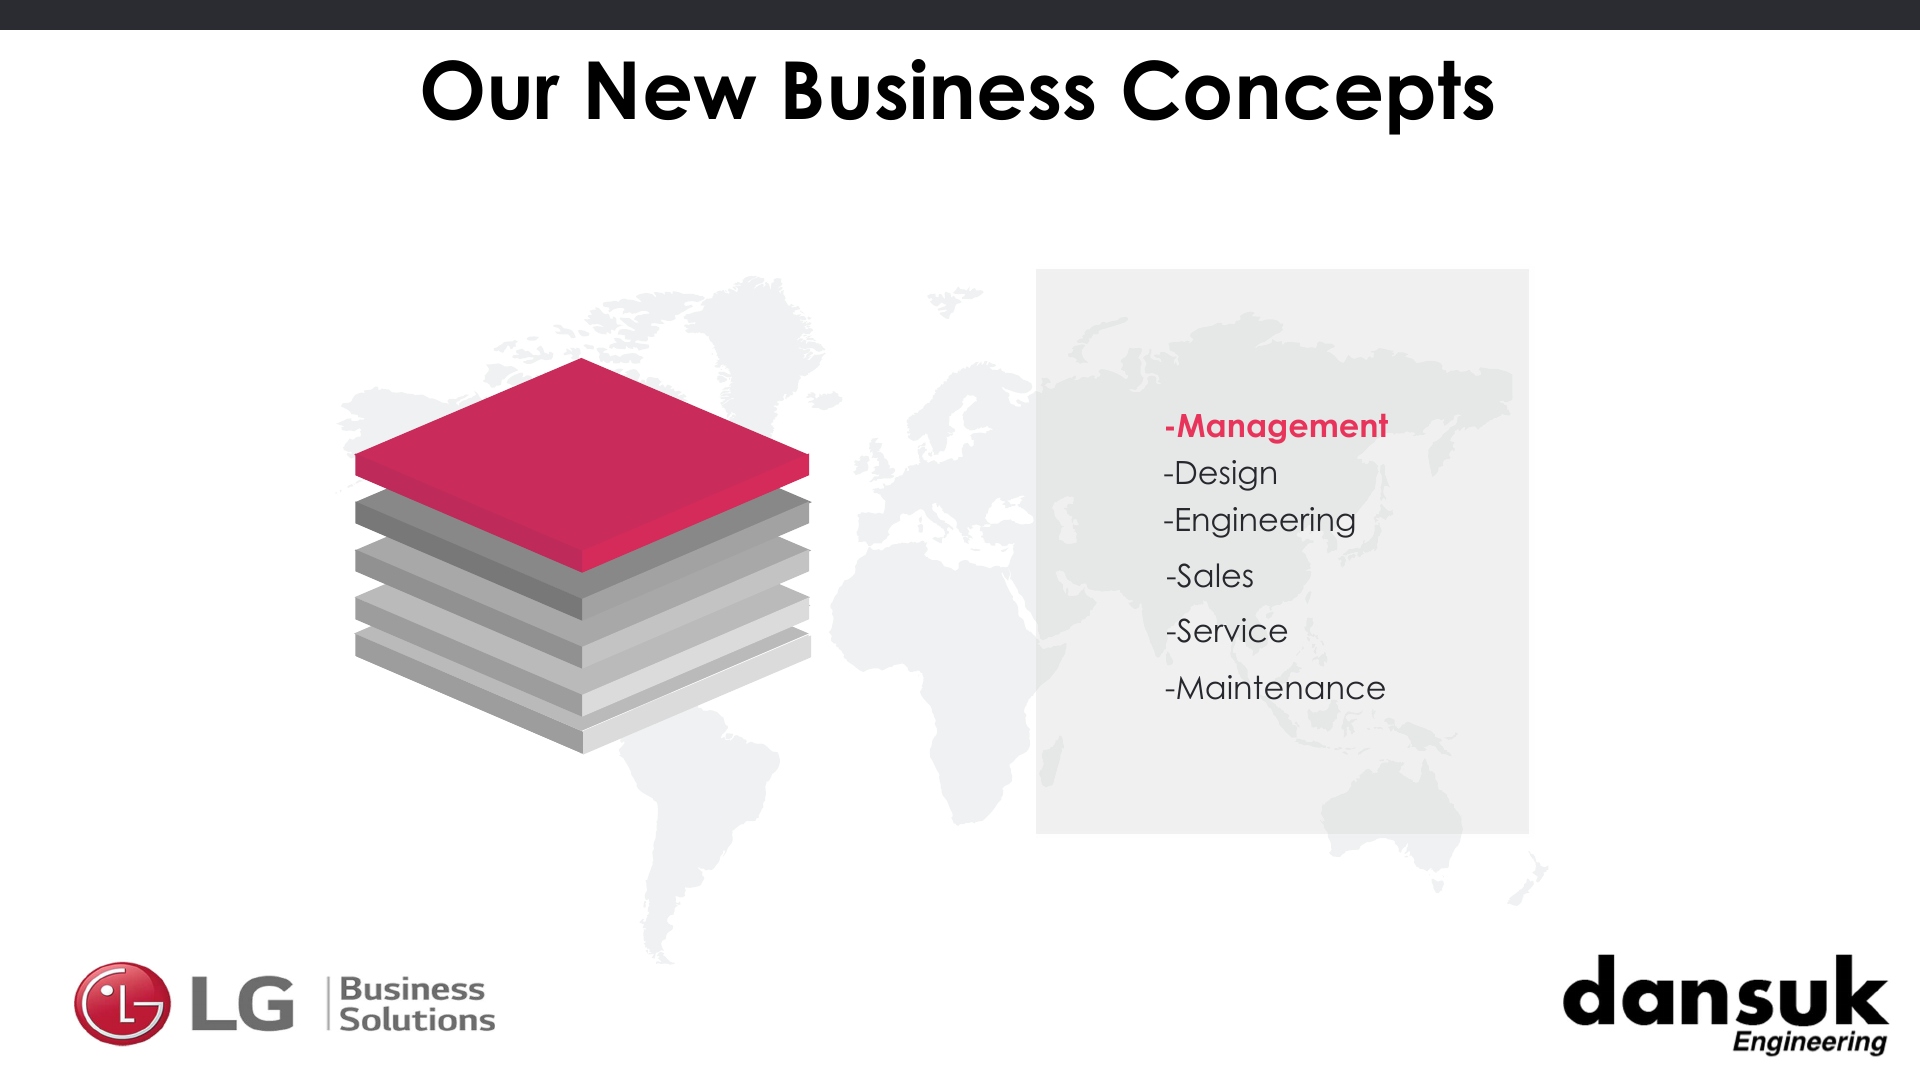 Our New Business Concepts
-Management
-Design
-Engineering
-Sales
-Service
-Maintenance
LG
Business
Solutions
dansuk
Engineering